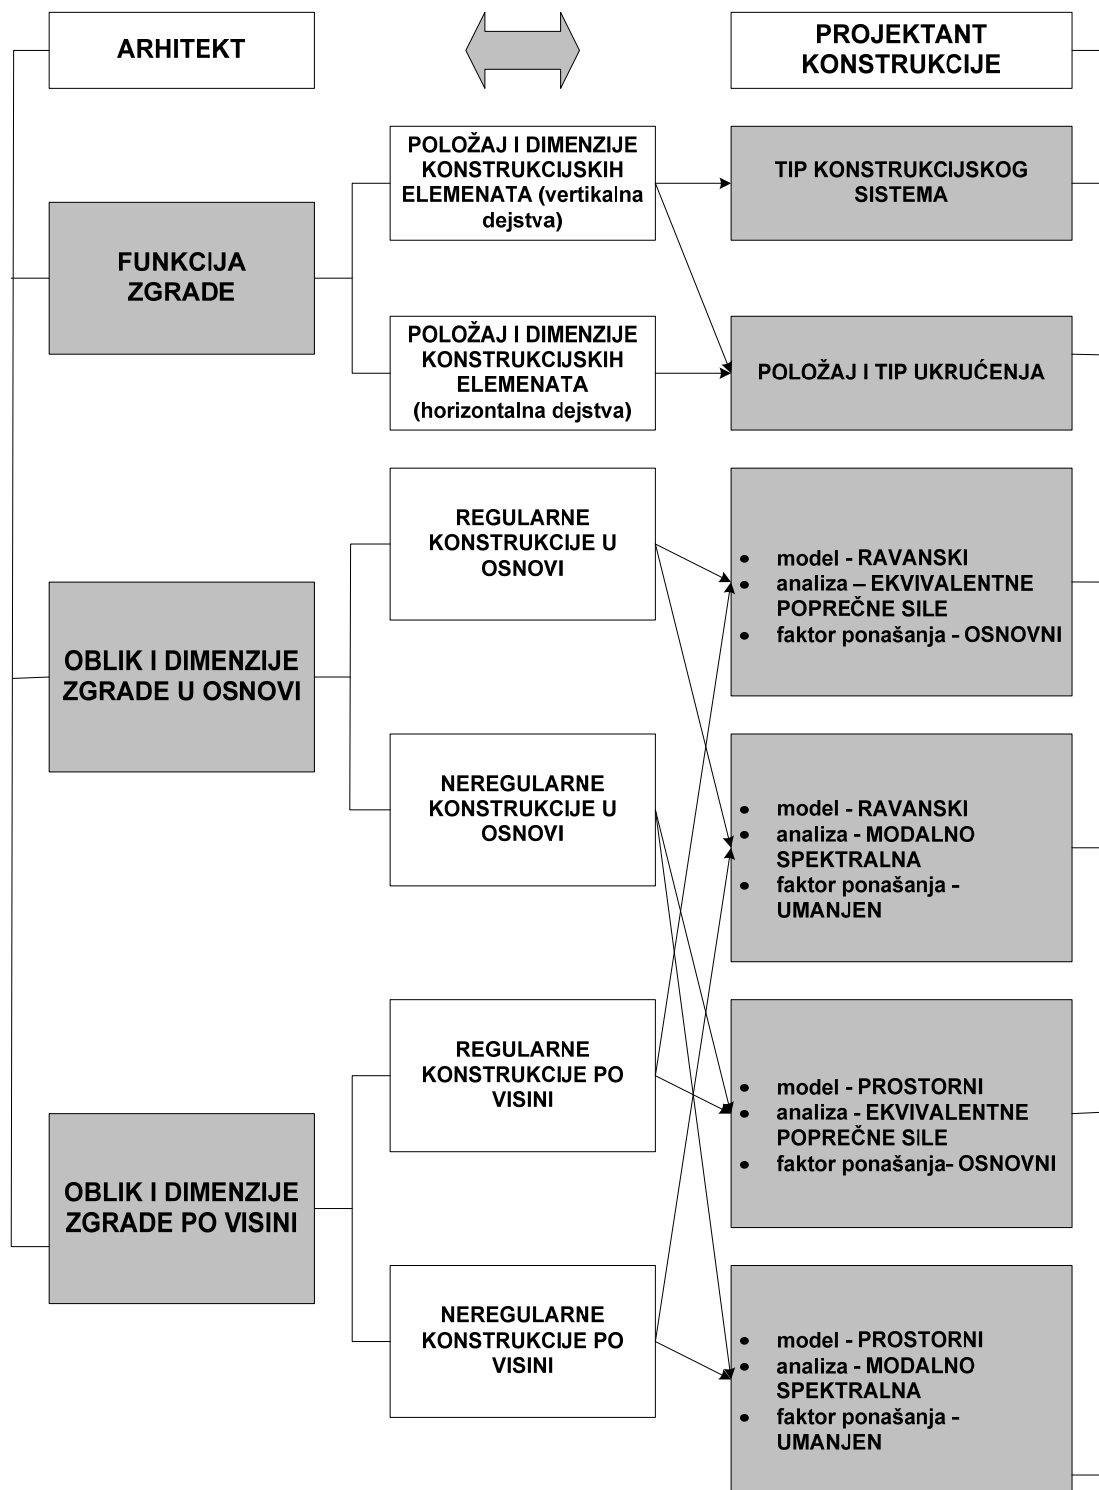 ARHITEKT
PROJEKTANT
KONSTRUKCIJE
POLOŽAJ I DIMENZIJE
KONSTRUKCIJSKIH
ELEMENATA (vertikalna
dejstva)
TIP KONSTRUKCIJSKOG
SISTEMA
FUNKCIJA
ZGRADE
POLOŽAJ I DIMENZIJE
KONSTRUKCIJSKIH
ELEMENATA
(horizontalna dejstva)
POLOŽAJ I TIP UKRUĆENJA
REGULARNE
KONSTRUKCIJE U
OSNOVI
• model - RAVANSKI
• analiza – EKVIVALENTNE
POPREČNE SILE
• faktor ponašanja - OSNOVNI
OBLIK I DIMENZIJE
ZGRADE U OSNOVI
NEREGULARNE
KONSTRUKCIJE U
OSNOVI
• model - RAVANSKI
• analiza - MODALNO
SPEKTRALNA
• faktor ponašanja -
UMANJEN
REGULARNE
KONSTRUKCIJE PO
VISINI
• model - PROSTORNI
• analiza - EKVIVALENTNE
POPREČNE SILE
• faktor ponašanja- OSNOVNI
OBLIK I DIMENZIJE
ZGRADE PO VISINI
NEREGULARNE
KONSTRUKCIJE PO
VISINI
• model - PROSTORNI
• analiza - MODALNO
SPEKTRALNA
• faktor ponašanja -
UMANJEN